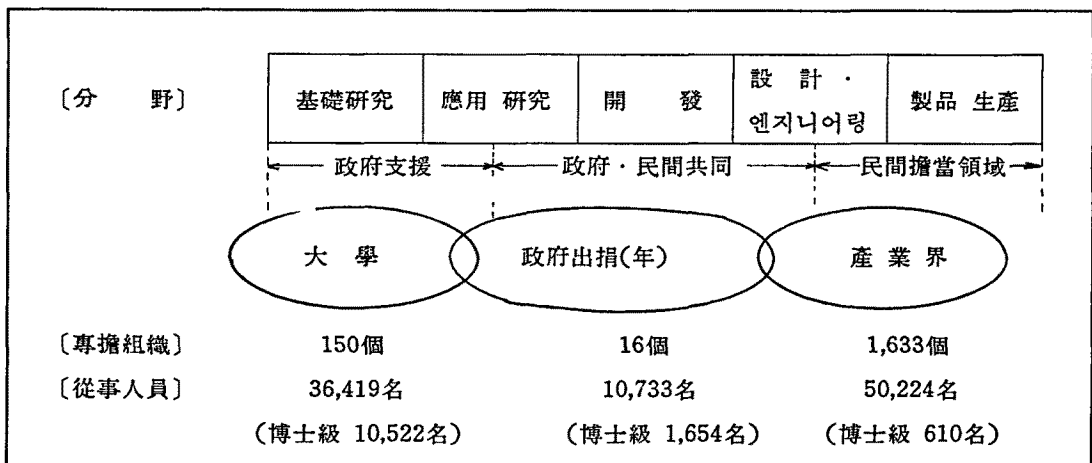 〔分 野〕 基礎研究 應用 研究 開 發 設 計 · 엔지니어링 製品 生產
政府支援 政府 · 民間共同 民間擔當領域
大 學 政府出捐(年) 產 業 界
〔專擔組織〕 150個 16個 1,633個
〔從事人員〕 36,419名 10,733名 50,224名
(博士級 10,522名) (博士級 1,654名) (博士級 610名)